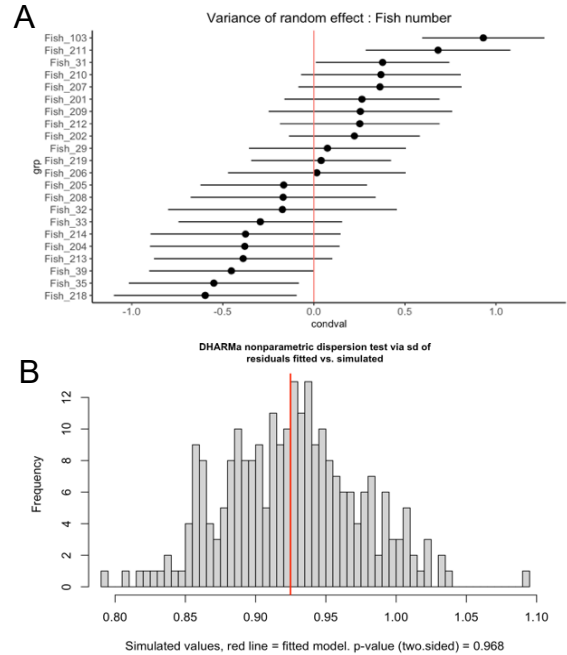 A
Variance of random effect : Fish number
Fish_103
Fish_211
Fish_31
Fish_210
Fish_207
Fish_201
Fish_209
Fish_212
Fish_202
Fish_29
Fish_219
Fish_206
Fish_205
Fish_208
Fish_32
Fish_33
Fish_214
Fish_204
Fish_213
Fish_39
Fish_35
Fish_218
grp
-1.0 -0.5 0.0 0.5 1.0
condval
B
DHARMa nonparametric dispersion test via sd of
residuals fitted vs. simulated
Frequency
12
10
8
6
4
2
0
0.80 0.85 0.90 0.95 1.00 1.05 1.10
Simulated values, red line = fitted model. p-value (two.sided) = 0.968